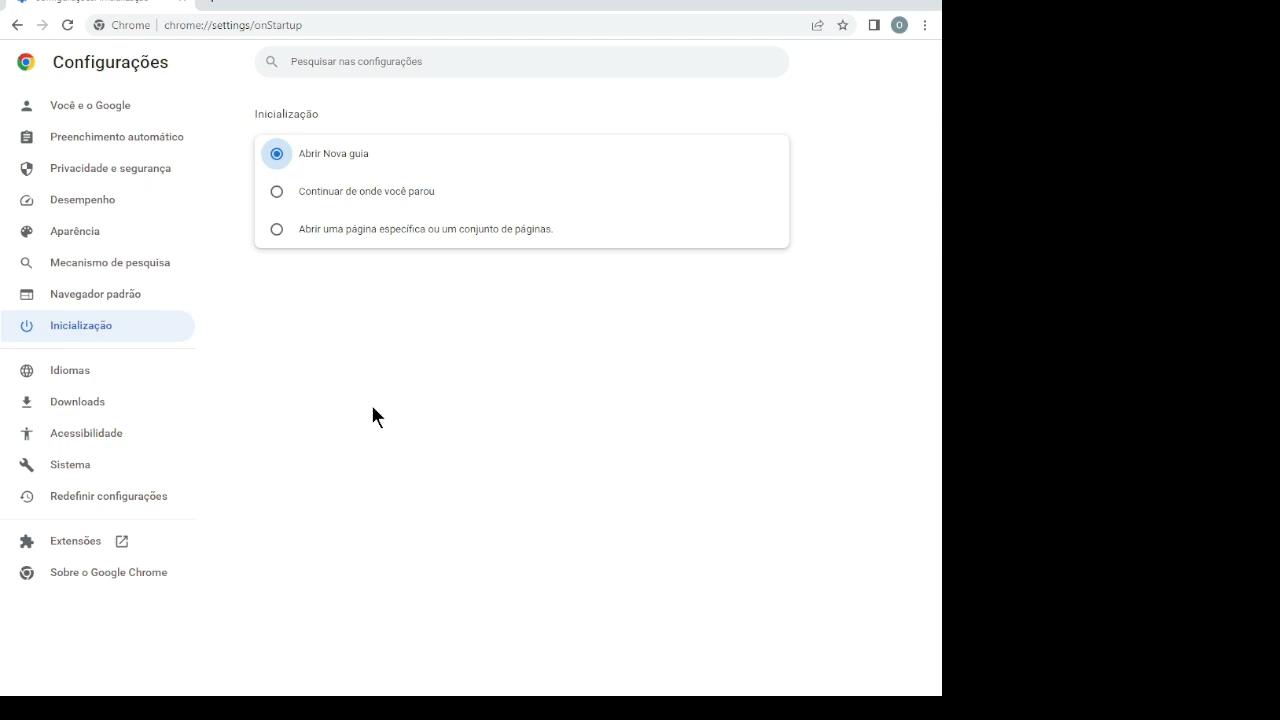 Chrome
chrome://settings/onStartup
O
Configurações
Pesquisar nas configurações
Você e o Google
Preenchimento automático
Privacidade e segurança
Desempenho
Aparência
Mecanismo de pesquisa
Navegador padrão
Inicialização
Idiomas
Downloads
Acessibilidade
Sistema
Redefinir configurações
Extensões
Sobre o Google Chrome
Inicialização
Abrir Nova guia
Continuar de onde você parou
Abrir uma página específica ou um conjunto de páginas.